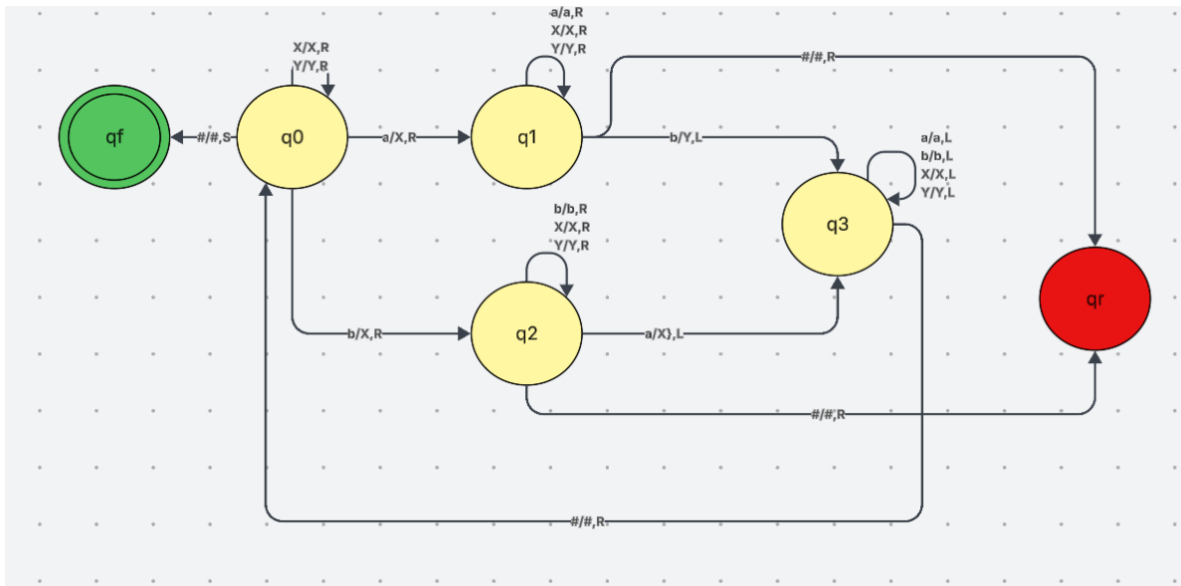 a/a,R
X/X,R
Y/Y,R
X/X,R
Y/Y,R
#/#,R
qf
#/#,S
q0
a/X,R
q1
b/Y,L
a/a,L
b/b,L
X/X,L
Y/Y,L
b/b,R
X/X,R
Y/Y,R
q3
qr
b/X,R
q2
a/X},L
#/#,R
#/#,R